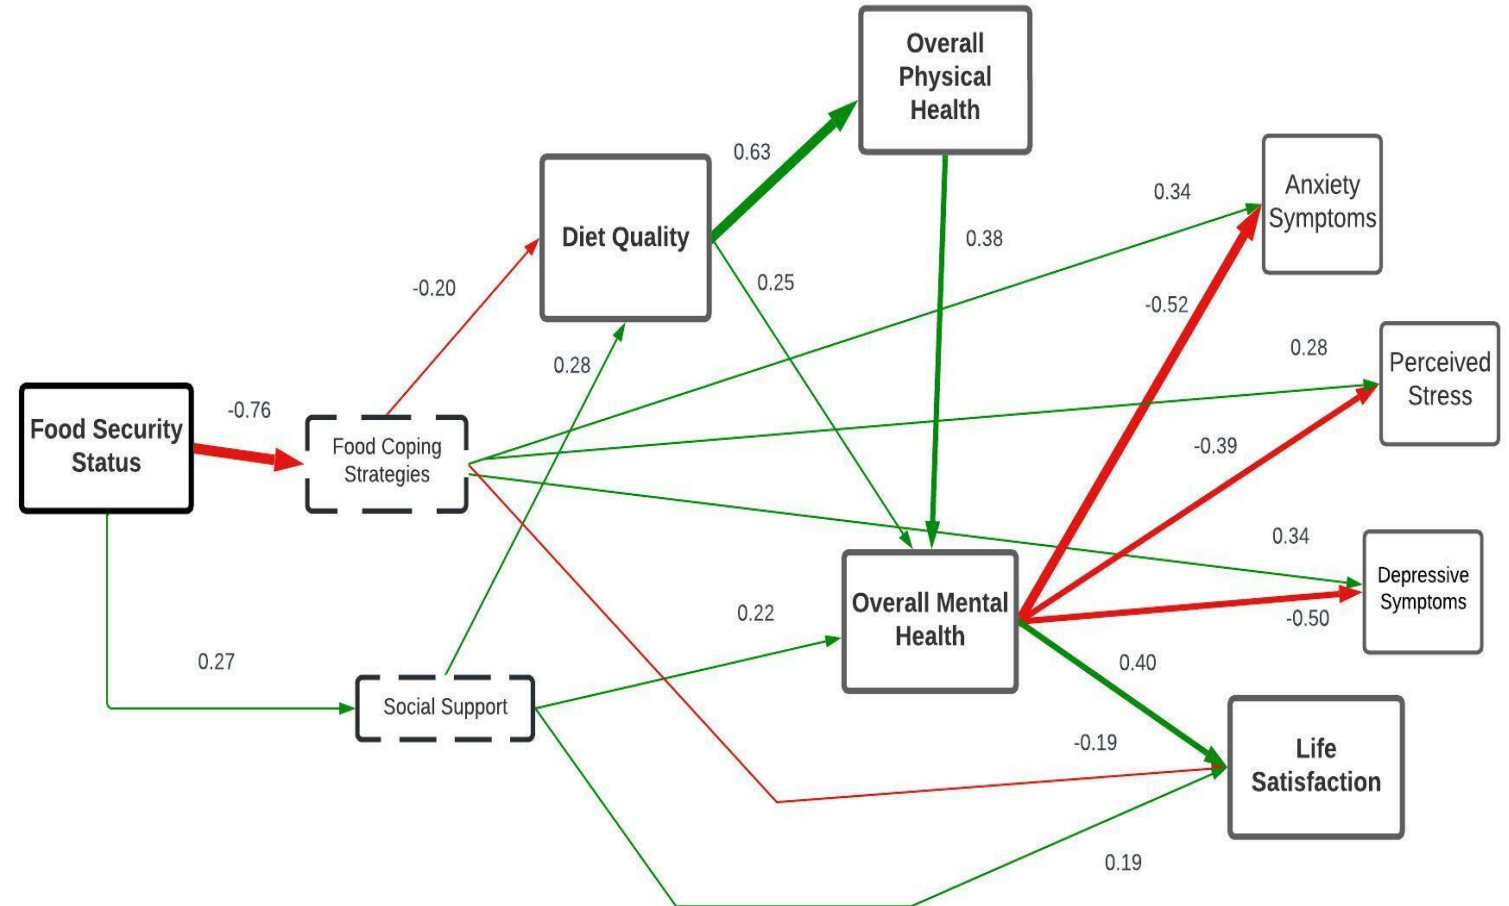 Overall
Physical
Health
0.63
Anxiety
Symptoms
0.34
Diet Quality
0.38
0.25
-0.20
-0.52
0.28
Perceived
Stress
0.28
-0.76
Food Security
Status
Food Coping
Strategies
-0.39
0.34
Depressive
Symptoms
-0.50
Overall Mental
Health
0.22
0.27
0.40
Social Support
-0.19
Life
Satisfaction
0.19